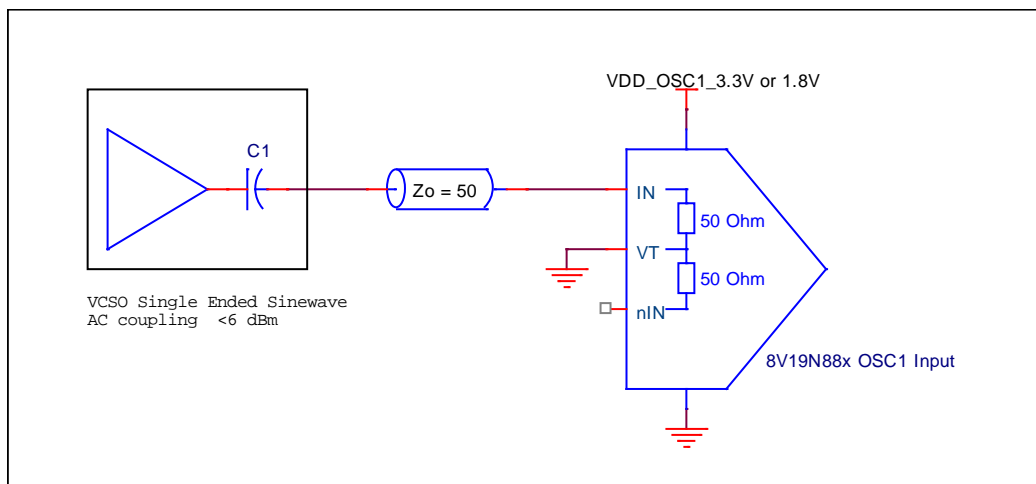 VDD_OSC1_3.3V or 1.8V
C1
Zo = 50
IN
50 Ohm
VT
50 Ohm
nIN
VCSO Single Ended Sinewave
AC coupling <6 dBm
8V19N88x OSC1 Input